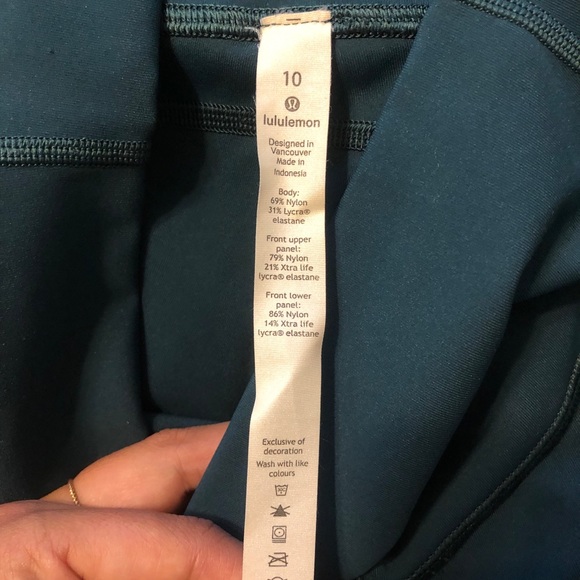 10
lululemon
Designed in
Vancouver
Made in
Indonesia
Body:
69% Nylon
31% Lycra®
elastane
Front upper
panel:
79% Nylon
21% Xtra life
lycra® elastane
Front lower
panel:
86% Nylon
14% Xtra life
lycra® elastane
Exclusive of
decoration
Wash with like
colours